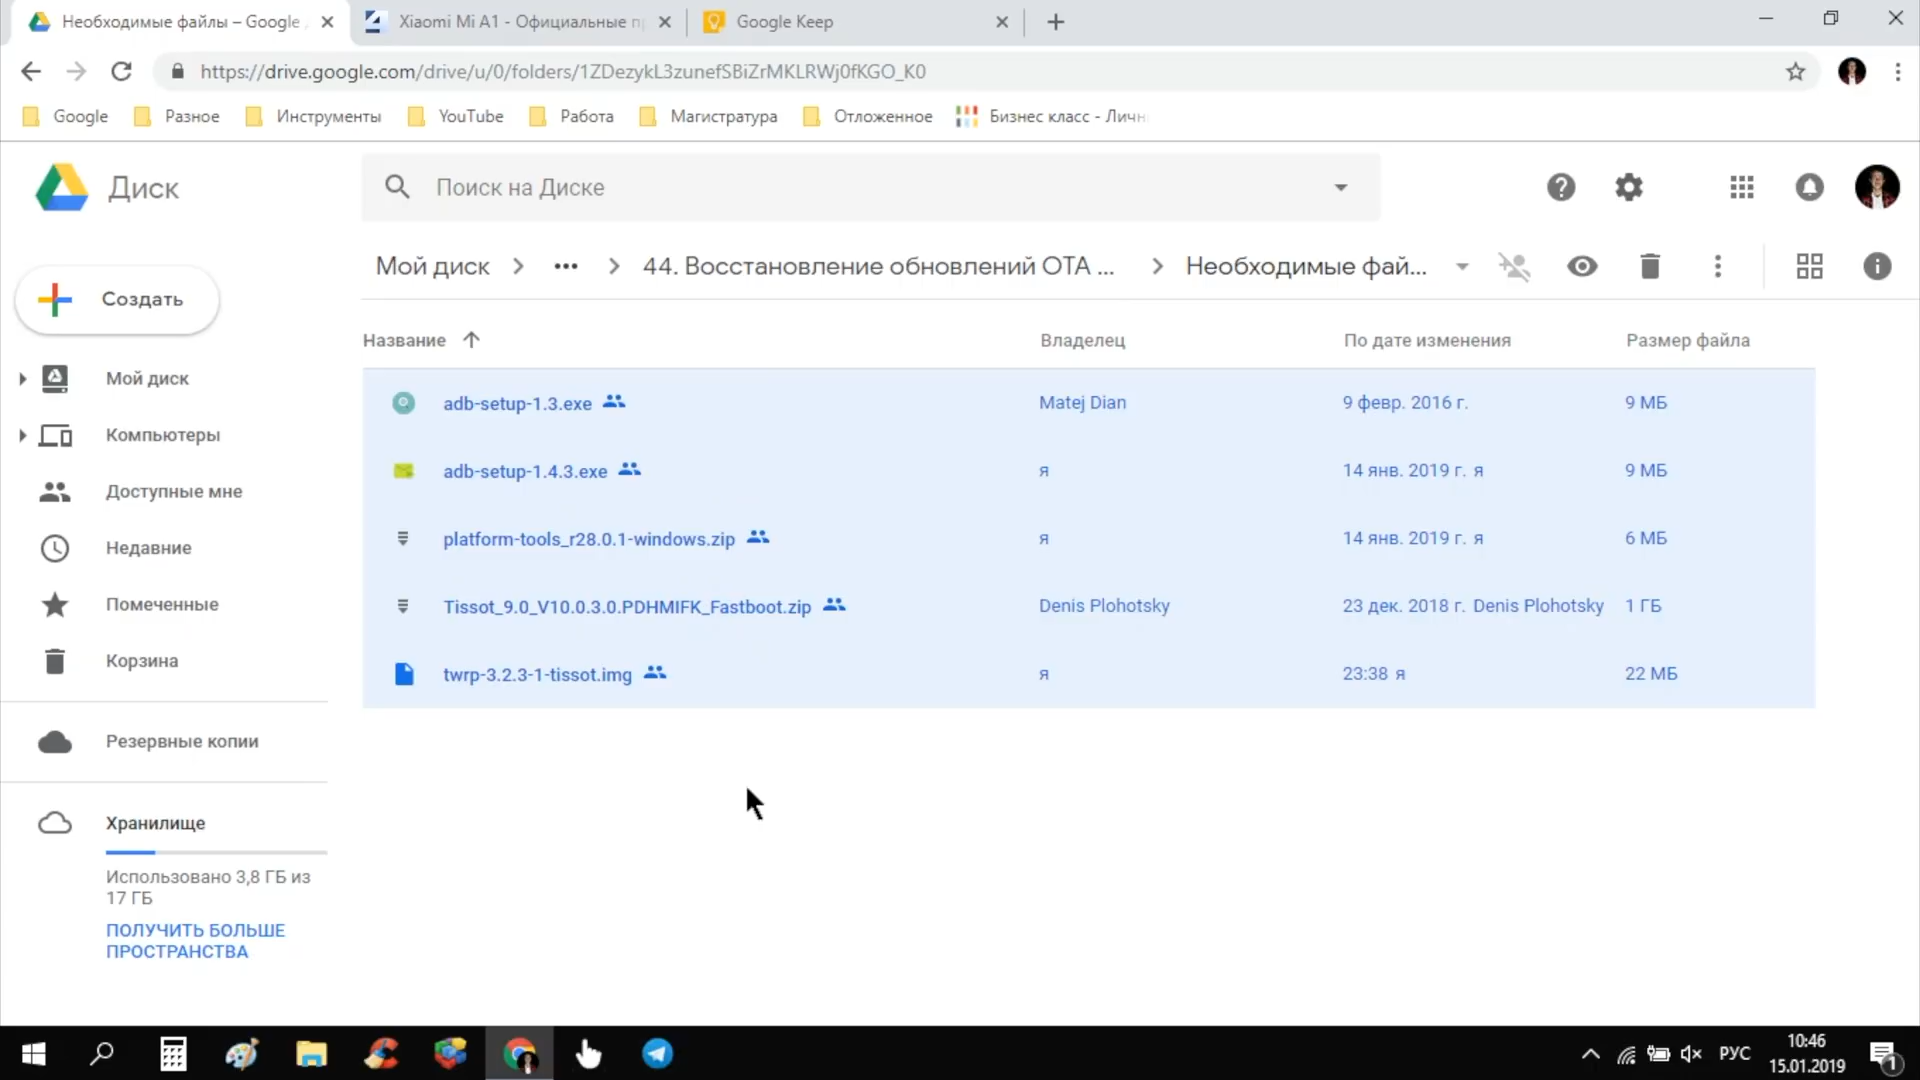 Необходимые файлы – Google
Xiaomi Mi A1 - Официальные п
Google Keep
https://drive.google.com/drive/u/0/folders/1ZDezykL3zunefSBiZrMKLRWj0fKGO_K0
Google
Разное
Инструменты
YouTube
Работа
Магистратура
Отложенное
Бизнес класс - Личн
Диск
Поиск на Диске
Мой диск
44. Восстановление обновлений OTA ...
Необходимые фай...
Создать
Название
Владелец
По дате изменения
Размер файла
Мой диск
Компьютеры
Доступные мне
Недавние
Помеченные
Корзина
Резервные копии
Хранилище
Использовано 3,8 ГБ из
17 ГБ
ПОЛУЧИТЬ БОЛЬШЕ
ПРОСТРАНСТВА
adb-setup-1.3.exe Matej Dian 9 февр. 2016 г. 9 МБ
adb-setup-1.4.3.exe я 14 янв. 2019 г. я 9 МБ
platform-tools_r28.0.1-windows.zip я 14 янв. 2019 г. я 6 МБ
Tissot_9.0_V10.0.3.0.PDHMIFK_Fastboot.zip Denis Plohotsky 23 дек. 2018 г. Denis Plohotsky 1 ГБ
twrp-3.2.3-1-tissot.img я 23:38 я 22 МБ
РУС
10:46
15.01.2019
1